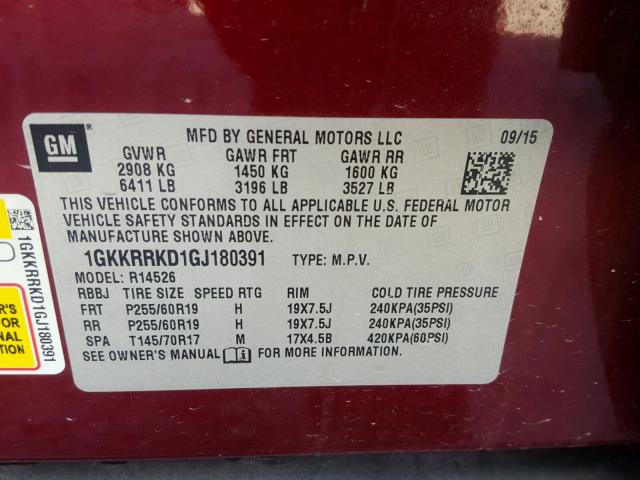 GM ®
MFD BY GENERAL MOTORS LLC 09/15
GVWR GAWR FRT GAWR RR
2908 KG 1450 KG 1600 KG
6411 LB 3196 LB 3527 LB
THIS VEHICLE CONFORMS TO ALL APPLICABLE U.S. FEDERAL MOTOR
VEHICLE SAFETY STANDARDS IN EFFECT ON THE DATE OF
MANUFACTURE SHOWN ABOVE.
1GKKRRKD1GJ180391 TYPE: M.P.V.
MODEL: R14526
RBBJ TIRE SIZE SPEED RTG RIM COLD TIRE PRESSURE
FRT P255/60R19 H 19X7.5J 240KPA(35PSI)
RR P255/60R19 H 19X7.5J 240KPA(35PSI)
SPA T145/70R17 M 17X4.5B 420KPA(60PSI)
SEE OWNER'S MANUAL FOR MORE INFORMATION.
1GKKRRKD1GJ180391
R'S
FOR
MORE